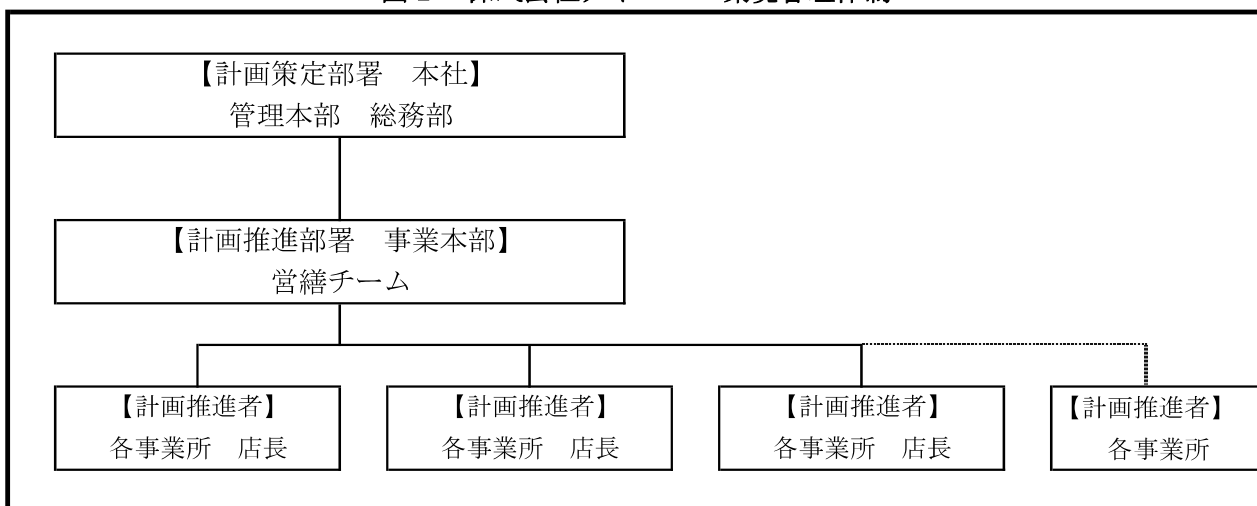 【計画策定部署　本社】
管理本部　総務部
【計画推進部署　事業本部】
営繕チーム
【計画推進者】
各事業所　店長
【計画推進者】
各事業所　店長
【計画推進者】
各事業所　店長
【計画推進者】
各事業所